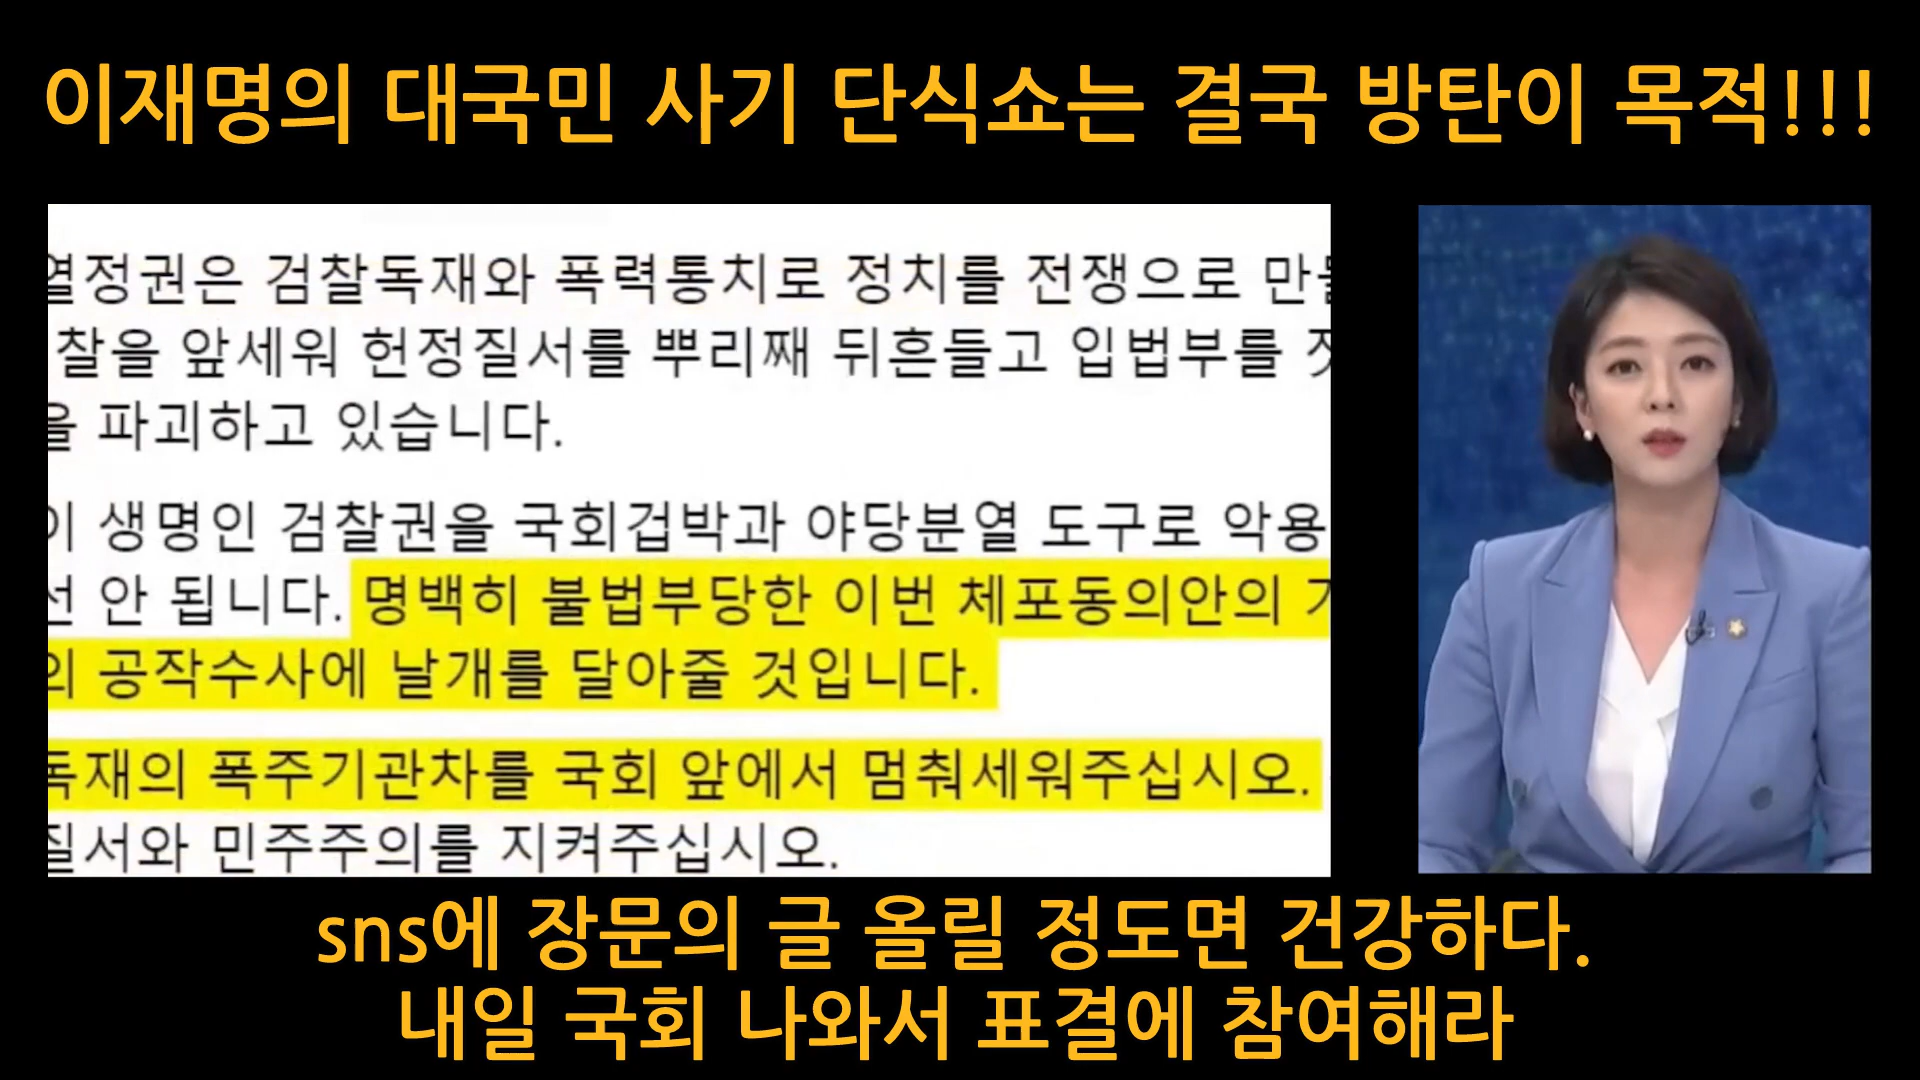 이재명의 대국민 사기 단식쇼는 결국 방탄이 목적!!!
열정권은 검찰독재와 폭력통치로 정치를 전쟁으로
찰을 앞세워 헌정질서를 뿌리째 뒤흔들고 입법부를
을 파괴하고 있습니다.
이 생명인 검찰권을 국회겁박과 야당분열 도구로 악용
선 안 됩니다. 명백히 불법부당한 이번 체포동의안의
의 공작수사에 날개를 달아줄 것입니다.
독재의 폭주기관차를 국회 앞에서 멈춰세워주십시오.
질서와 민주주의를 지켜주십시오.
sns에 장문의 글 올릴 정도면 건강하다.
내일 국회 나와서 표결에 참여해라